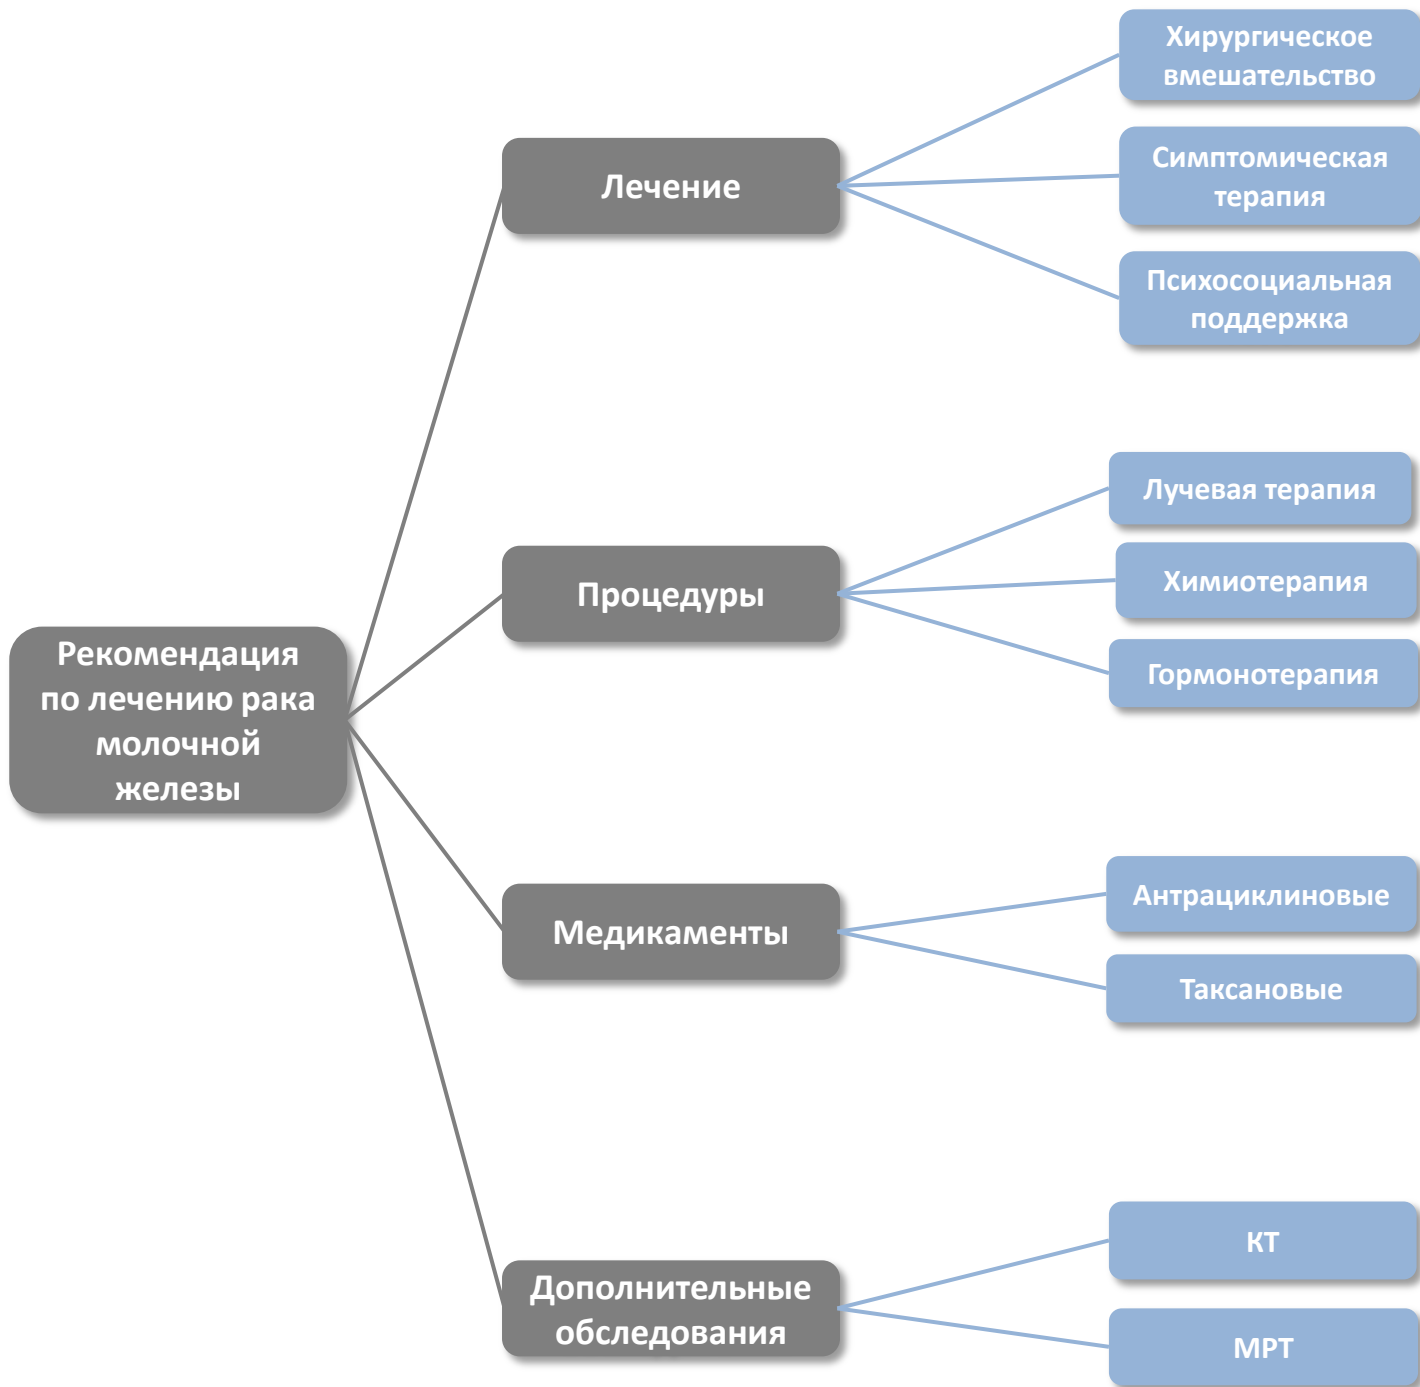 Хирургическое
вмешательство
Лечение
Симптомическая
терапия
Психосоциальная
поддержка
Лучевая терапия
Процедуры
Химиотерапия
Гормонотерапия
Рекомендация
по лечению рака
молочной
железы
Антрациклиновые
Медикаменты
Таксановые
КТ
Дополнительные
обследования
МРТ